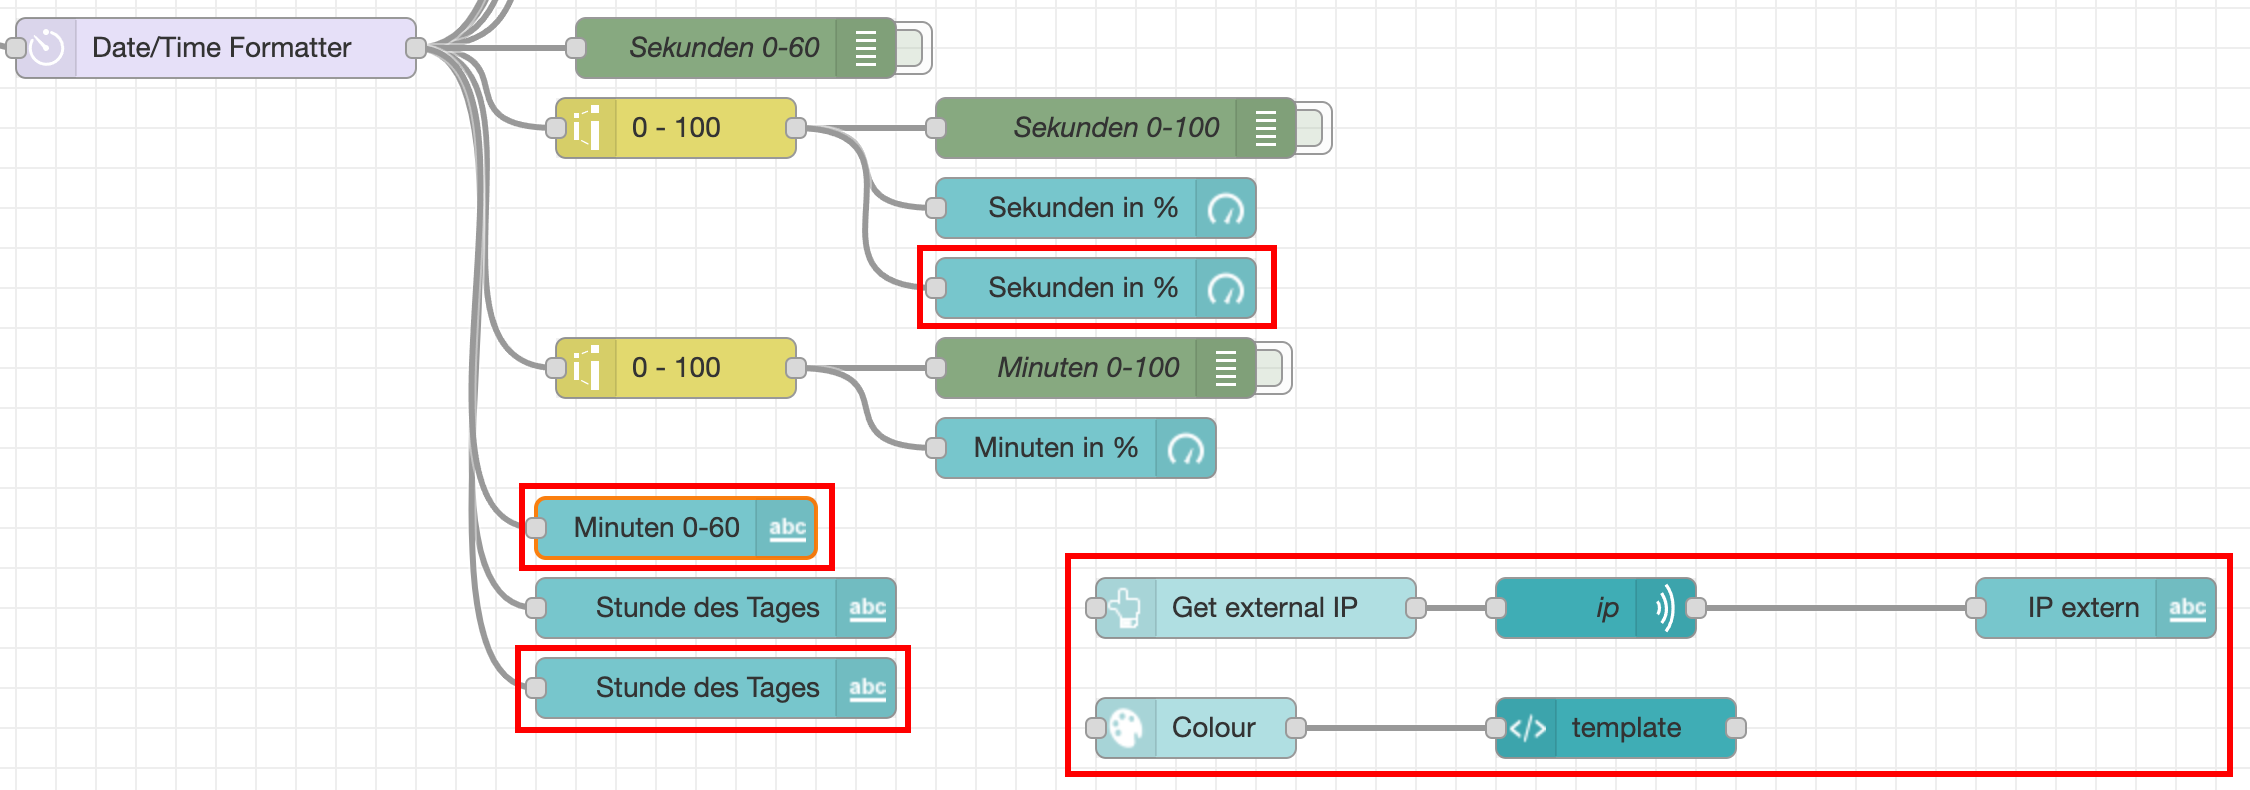 Date/Time Formatter
Sekunden 0-60
0 - 100
Sekunden 0-100
Sekunden in %
Sekunden in %
0 - 100
Minuten 0-100
Minuten in %
Minuten 0-60
abc
Stunde des Tages
abc
Stunde des Tages
abc
Get external IP
ip
IP extern
abc
Colour
</>
template